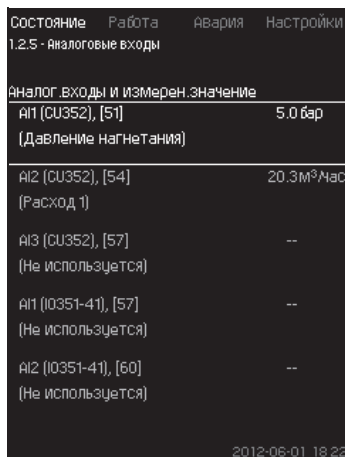 Состояние Работа Авария Настройки
1.2.5 - Аналоговые входы
Аналог.входы и измерен.значение
AI1 (CU352), [51] 5.0 бар
(Давление нагнетания)
AI2 (CU352), [54] 20.3м³/час
(Расход 1)
AI3 (CU352), [57] --
(Не используется)
AI1 (IO351-41), [57] --
(Не используется)
AI2 (IO351-41), [60] --
(Не используется)
2012-06-01 18:22